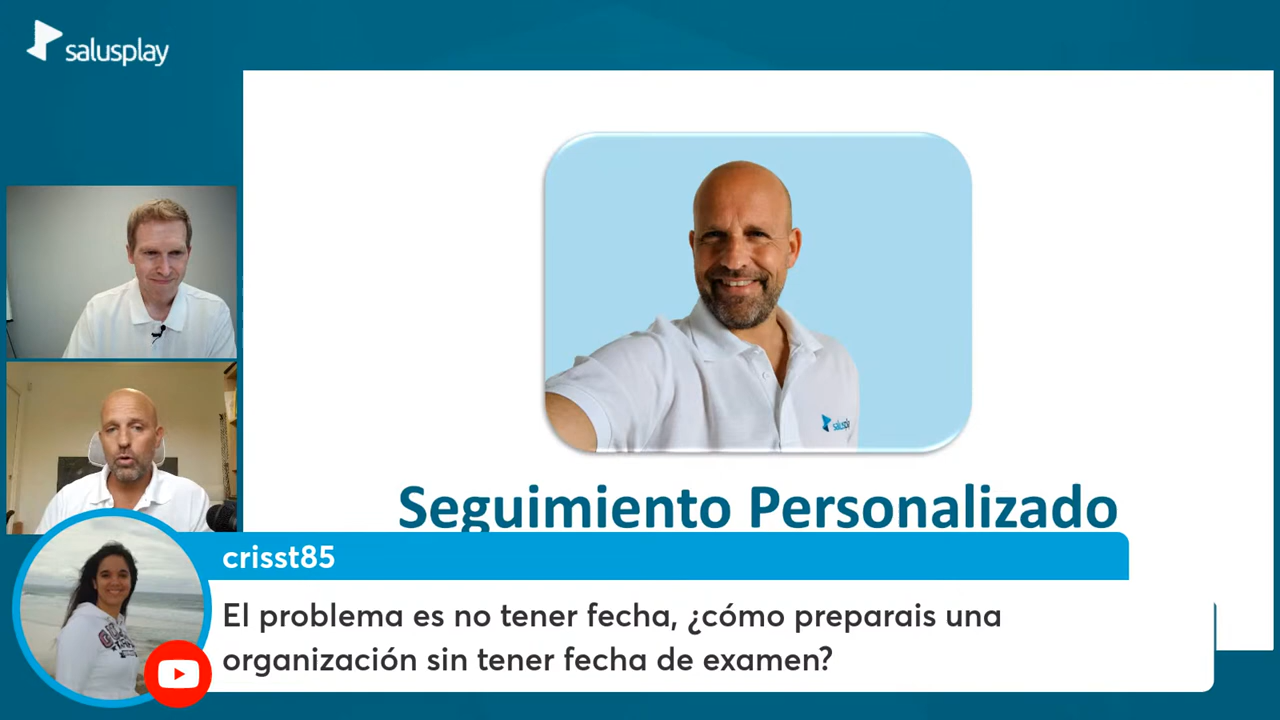 salusplay
salusplay
Seguimiento Personalizado
crisst85
El problema es no tener fecha, ¿cómo preparais una
organización sin tener fecha de examen?